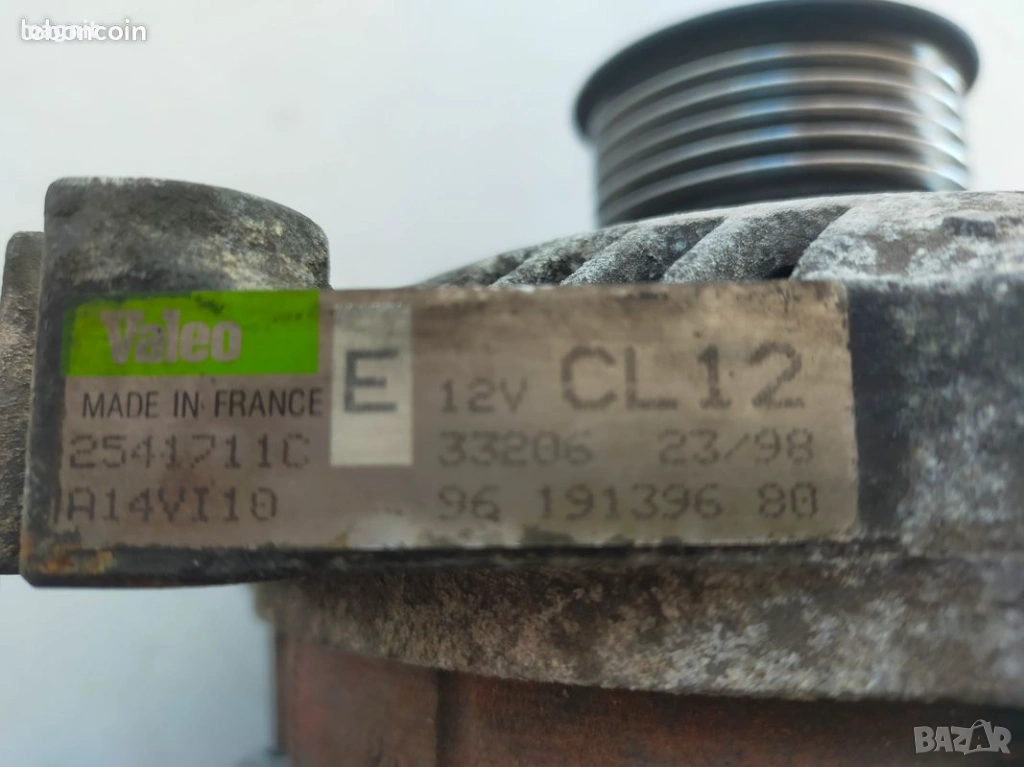 leboncoin
Valeo
MADE IN FRANCE E 12V CL12
2541711C 33206 23/98
A14VI10 96 191396 80
BAZAR